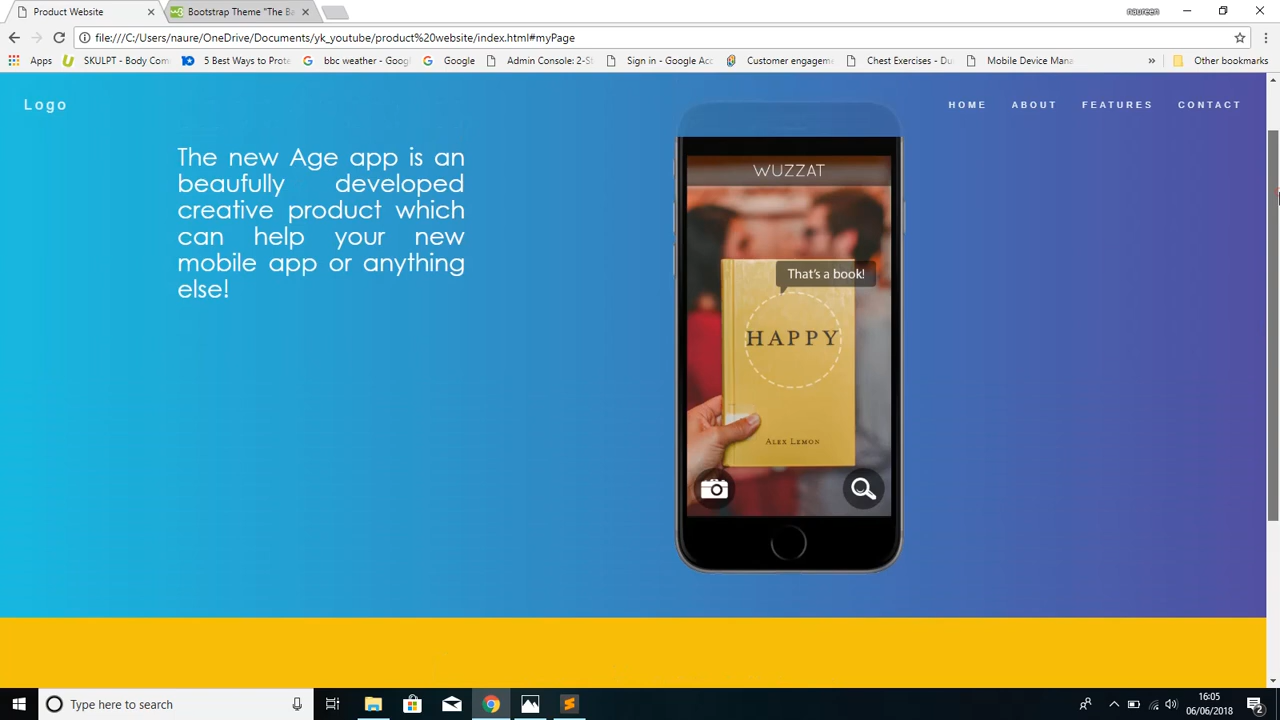 Product Website
Bootstrap Theme "The Ba
naureen
file:///C:/Users/naure/OneDrive/Documents/yk_youtube/product%20website/index.html#myPage
Apps
SKULPT - Body Com
5 Best Ways to Prote
bbc weather - Googl
Google
Admin Console: 2-St
Sign in - Google Acc
Customer engagem
Chest Exercises - Du
Mobile Device Mana
»
Other bookmarks
Logo
HOME ABOUT FEATURES CONTACT
The new Age app is an
beaufully developed
creative product which
can help your new
mobile app or anything
else!
WUZZAT
That's a book!
HAPPY
ALEX LEMON
Type here to search
16:05
06/06/2018
2